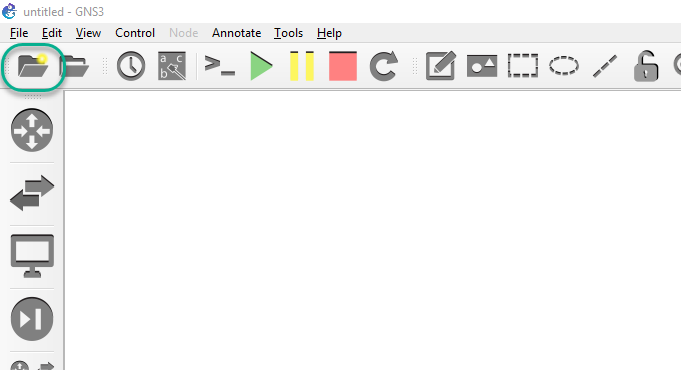 untitled - GNS3
File Edit View Control Node Annotate Tools Help
a c
b